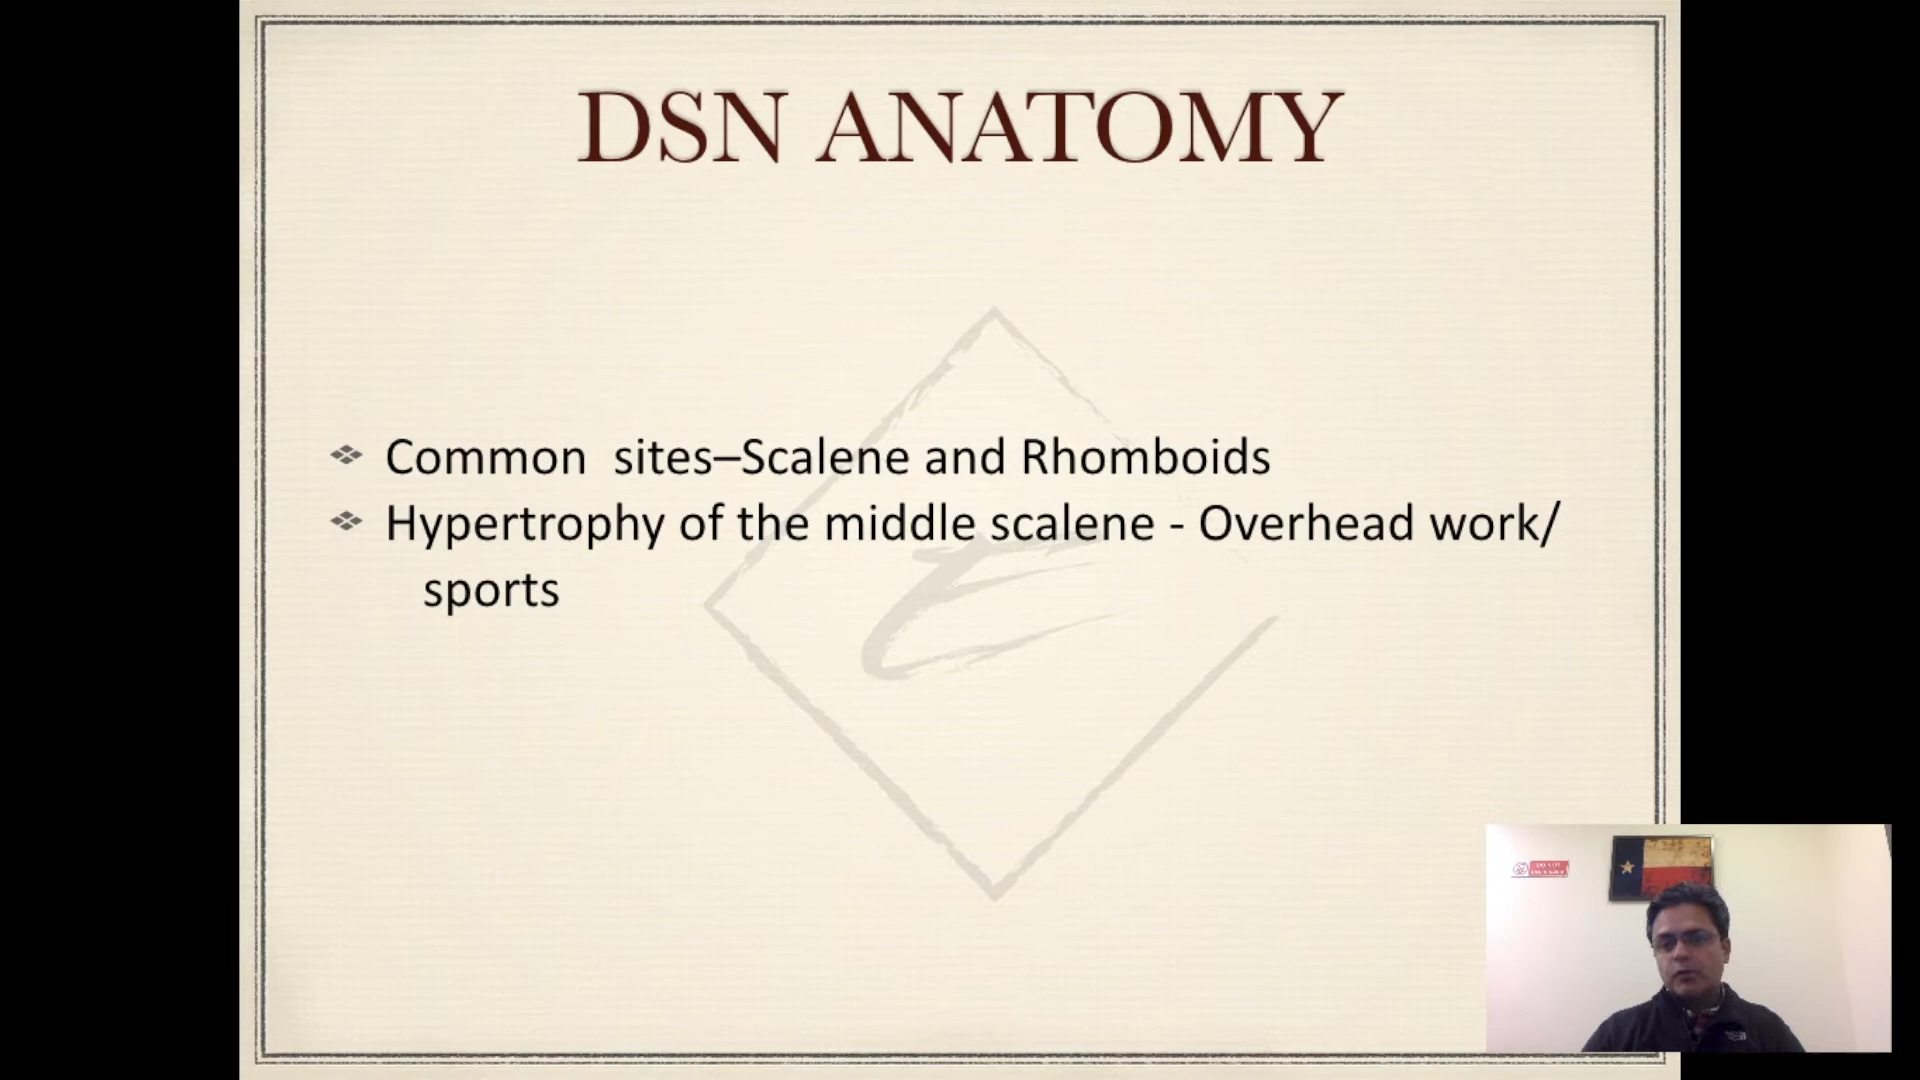 DSN ANATOMY
Common sites–Scalene and Rhomboids
Hypertrophy of the middle scalene - Overhead work/
sports